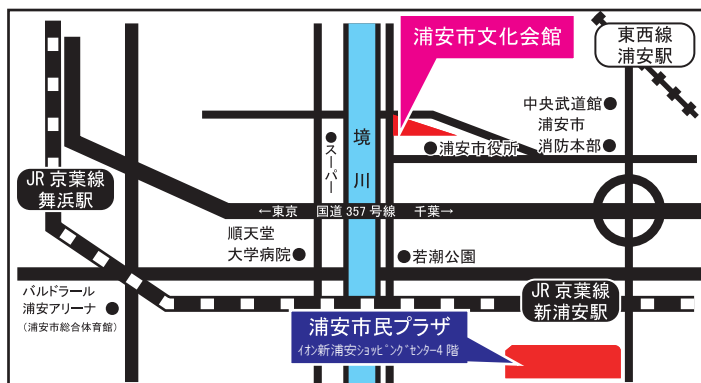 浦安市文化会館
東西線
浦安駅
中央武道館
浦安市
消防本部
浦安市役所
境川
スーパー
JR京葉線
舞浜駅
←東京 国道357号線 千葉→
順天堂
大学病院
若潮公園
バルドラール
浦安アリーナ
(浦安市総合体育館)
JR京葉線
新浦安駅
浦安市民プラザ
イオン新浦安ショッピングセンター4階